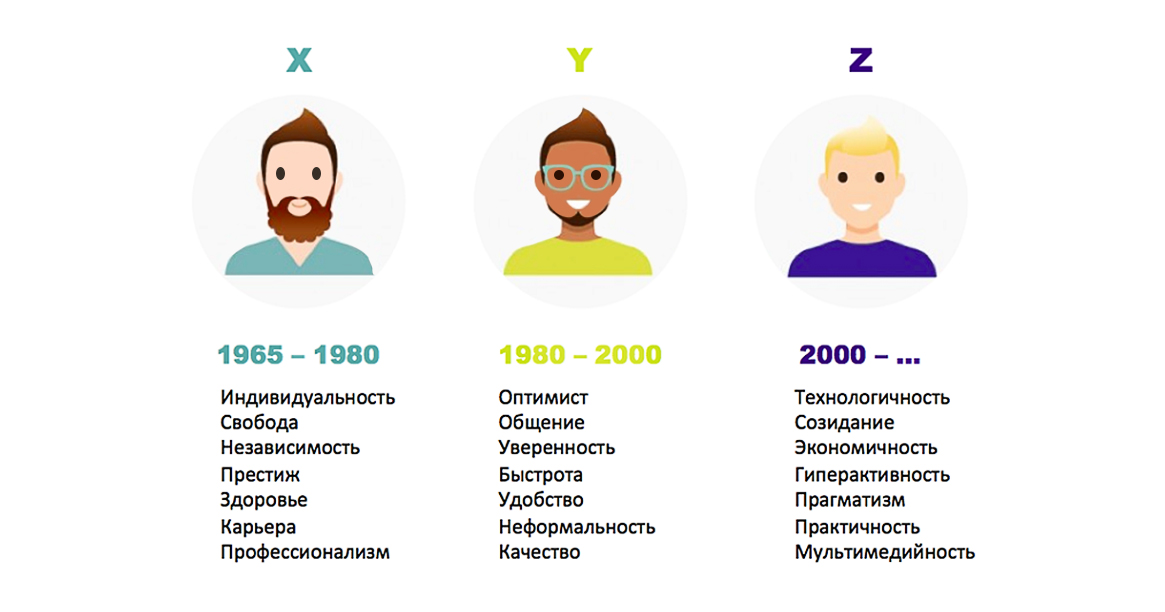 X
Y
Z
1965 – 1980
1980 – 2000
2000 – ...
Индивидуальность
Свобода
Независимость
Престиж
Здоровье
Карьера
Профессионализм
Оптимист
Общение
Уверенность
Быстрота
Удобство
Неформальность
Качество
Технологичность
Созидание
Экономичность
Гиперактивность
Прагматизм
Практичность
Мультимедийность